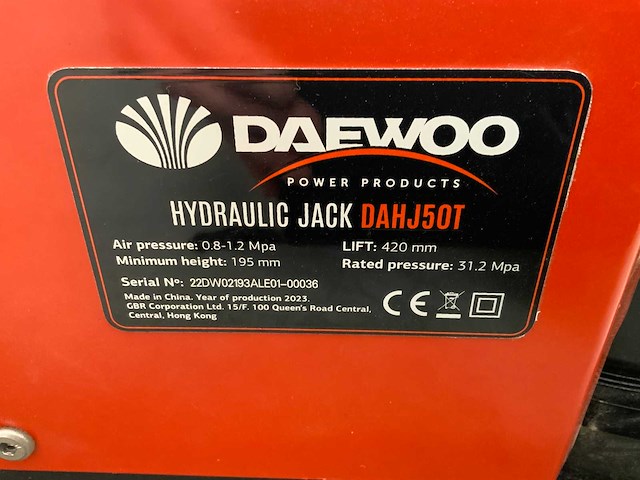 DAEWOO
POWER PRODUCTS
HYDRAULIC JACK DAHJ50T
Air pressure: 0.8-1.2 Mpa LIFT: 420 mm
Minimum height: 195 mm Rated pressure: 31.2 Mpa
Serial Nº: 22DW02193ALE01-00036
Made in China. Year of production 2023.
GBR Corporation Ltd. 15/F. 100 Queen's Road Central,
Central, Hong Kong
CE